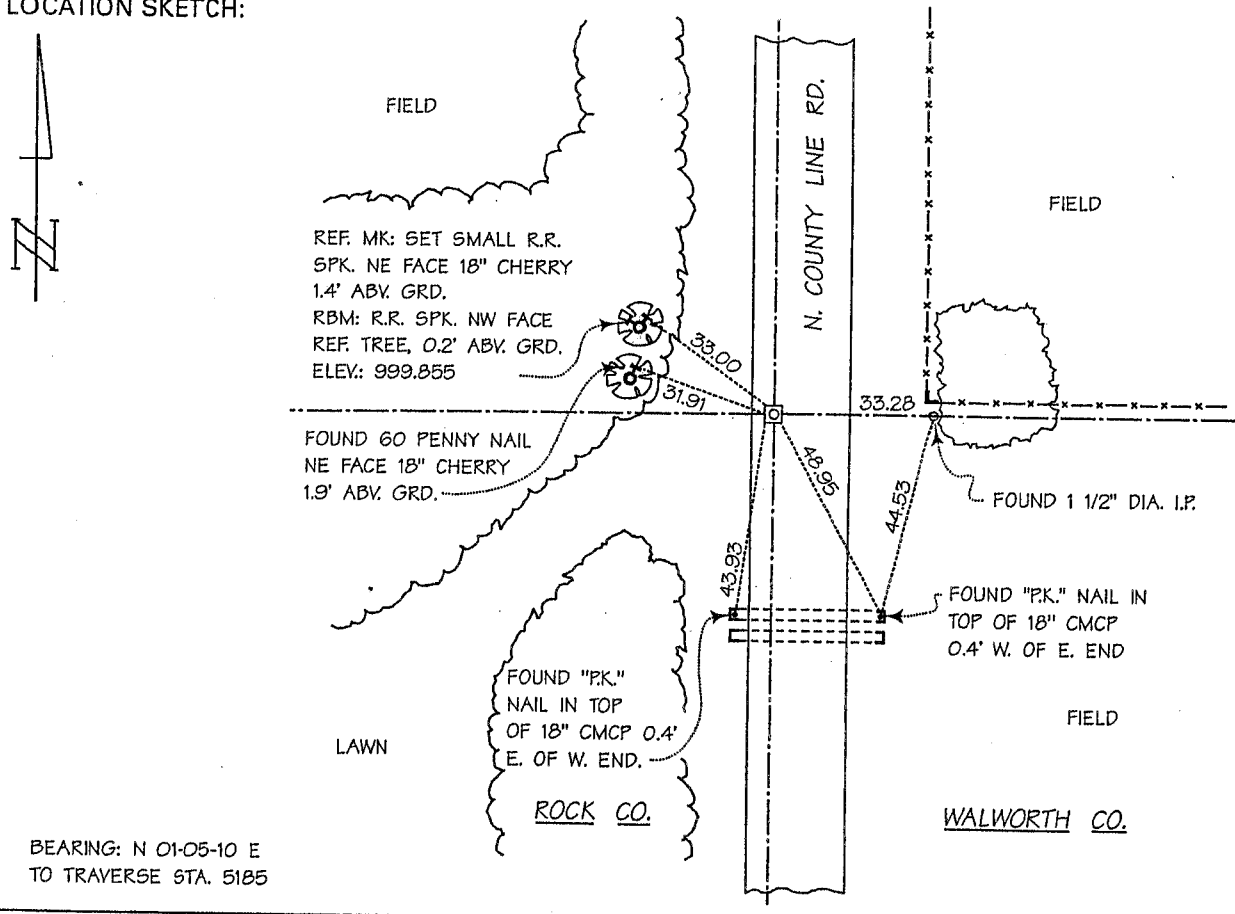 LOCATION SKETCH:
N
FIELD
N. COUNTY LINE RD.
FIELD
REF. MK: SET SMALL R.R.
SPK. NE FACE 18" CHERRY
1.4' ABV. GRD.
RBM: R.R. SPK. NW FACE
REF. TREE, 0.2' ABV. GRD.
ELEV.: 999.855
33.00
31.91
33.28
FOUND 60 PENNY NAIL
NE FACE 18" CHERRY
1.9' ABV. GRD.
48.95
44.53
43.93
FOUND 1 1/2" DIA. I.P.
FOUND "P.K." NAIL IN
TOP OF 18" CMCP
0.4' W. OF E. END
FOUND "P.K."
NAIL IN TOP
OF 18" CMCP 0.4'
E. OF W. END.
LAWN
FIELD
ROCK CO.
WALWORTH CO.
BEARING: N 01-05-10 E
TO TRAVERSE STA. 5185